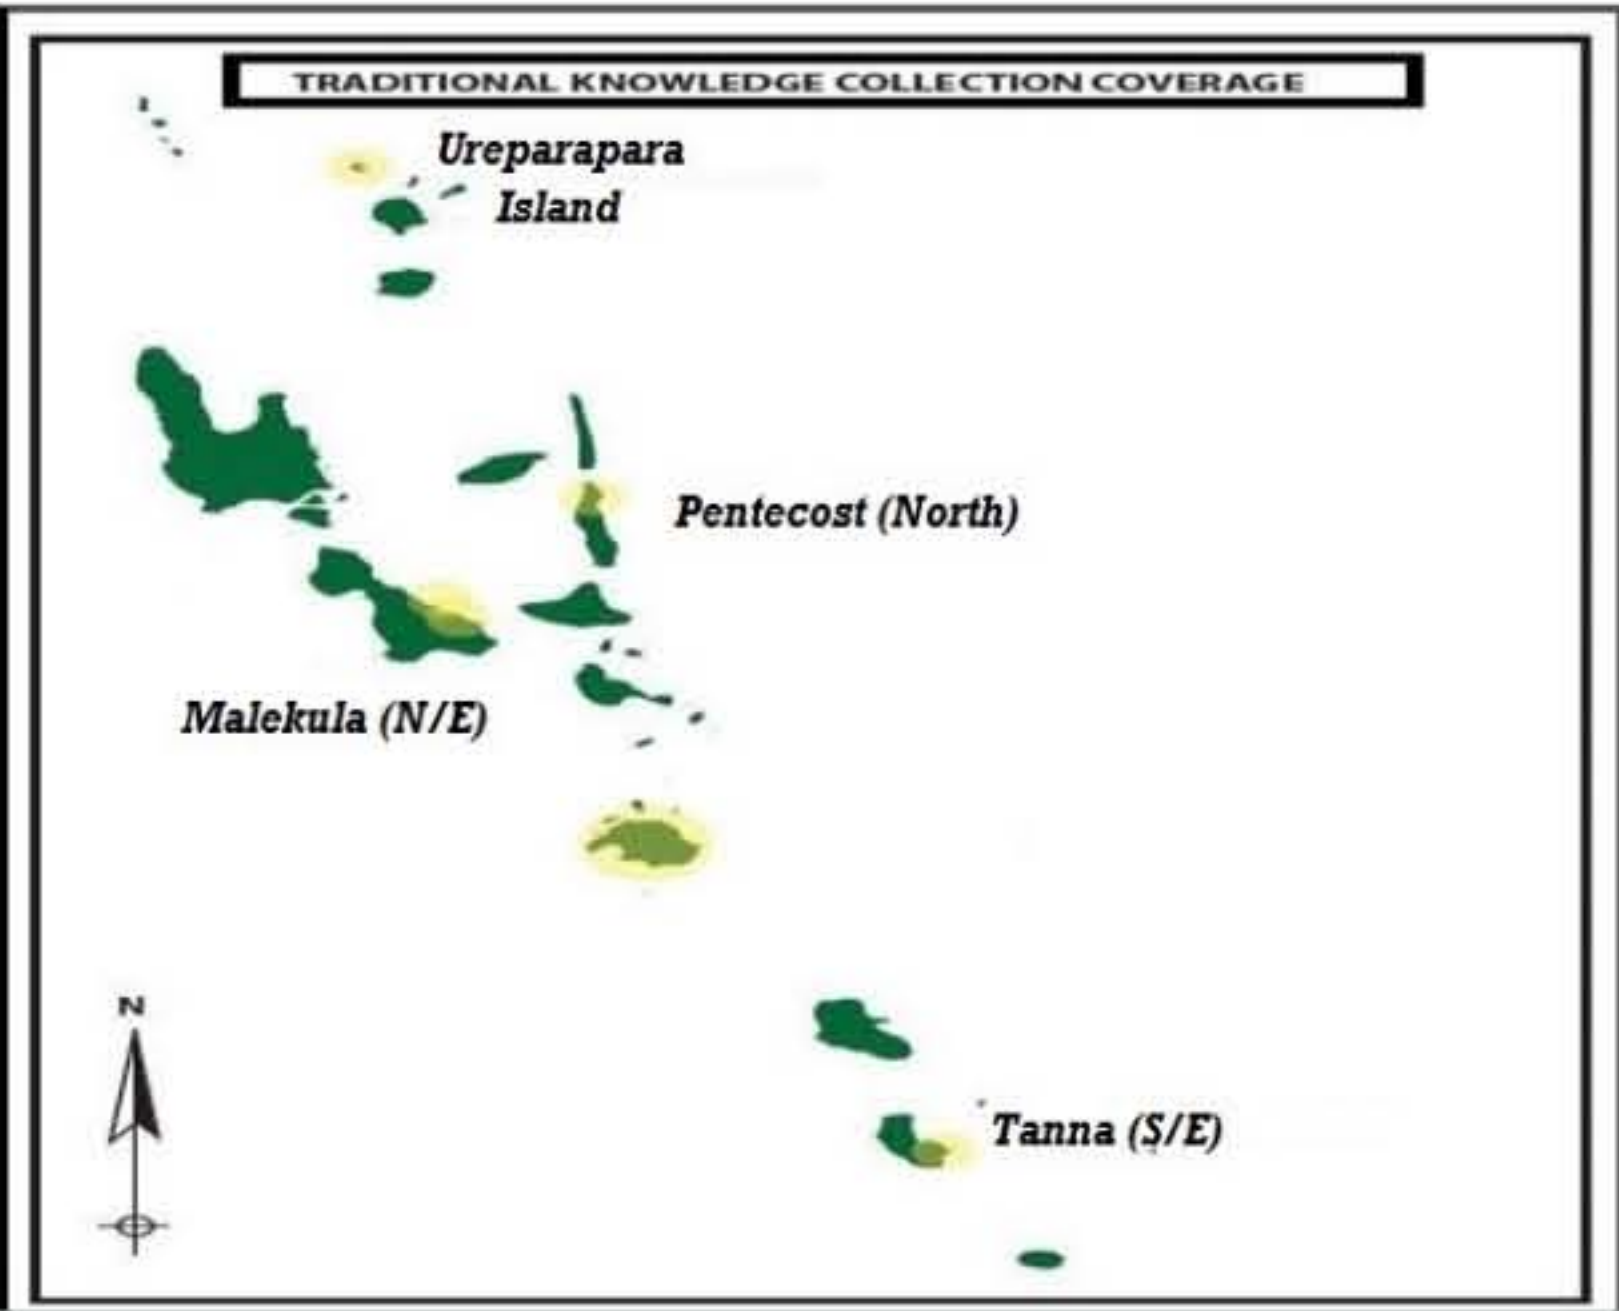 TRADITIONAL KNOWLEDGE COLLECTION COVERAGE
Ureparapara
Island
Pentecost (North)
Malekula (N/E)
N
Tanna (S/E)